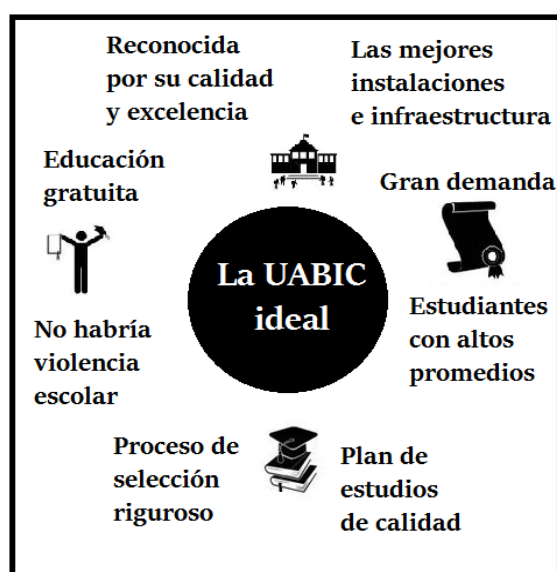 Reconocida
por su calidad
y excelencia
Las mejores
instalaciones
e infraestructura
Educación
gratuita
Gran demanda
La UABIC
ideal
No habría
violencia
escolar
Estudiantes
con altos
promedios
Proceso de
selección
riguroso
Plan de
estudios
de calidad